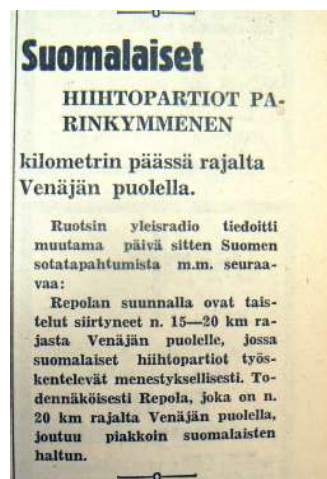 Suomalaiset
HIIHTOPARTIOT PA-
RINKYMMENEN
kilometrin päässä rajalta
Venäjän puolella.
Ruotsin yleisradio tiedoitti
muutama päivä sitten Suomen
sotatapahtumista m.m. seuraa-
vaa:
Repolan suunnalla ovat tais-
telut siirtyneet n. 15—20 km ra-
jasta Venäjän puolelle, jossa
suomalaiset hiihtopartiot työs-
kentelevät menestyksellisesti. To-
dennäköisesti Repola, joka on n.
20 km rajalta Venäjän puolella,
joutuu piakkoin suomalaisten
haltun.